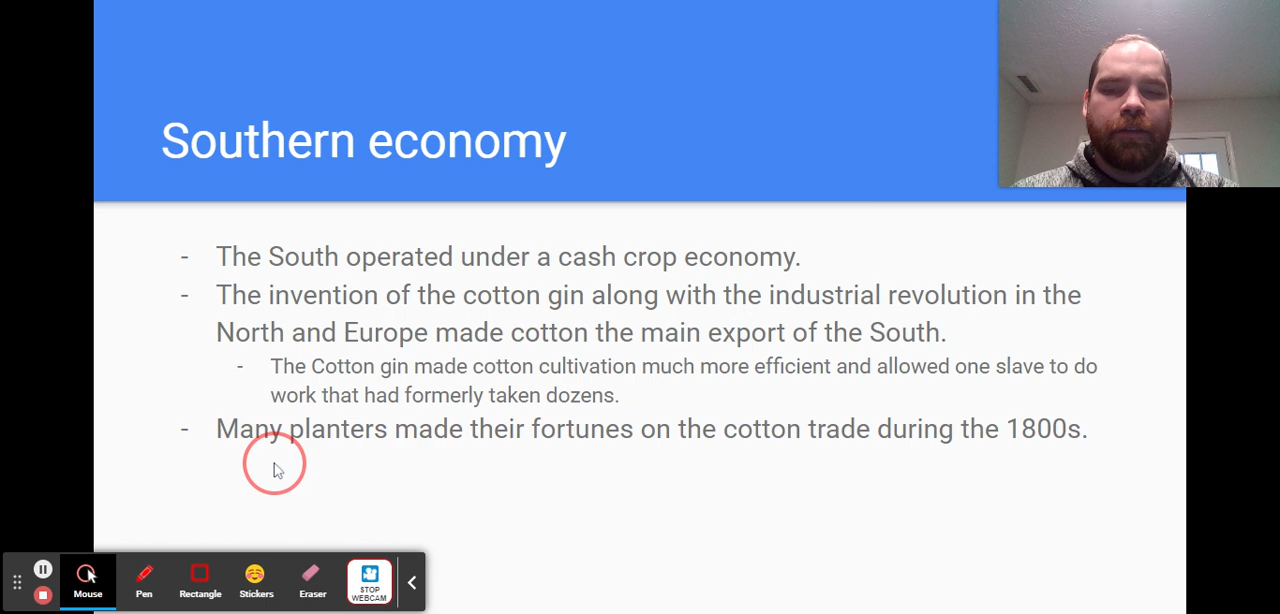 Southern economy
- The South operated under a cash crop economy.
- The invention of the cotton gin along with the industrial revolution in the
North and Europe made cotton the main export of the South.
- The Cotton gin made cotton cultivation much more efficient and allowed one slave to do
work that had formerly taken dozens.
- Many planters made their fortunes on the cotton trade during the 1800s.
Mouse Pen Rectangle Stickers Eraser STOP
WEBCAM